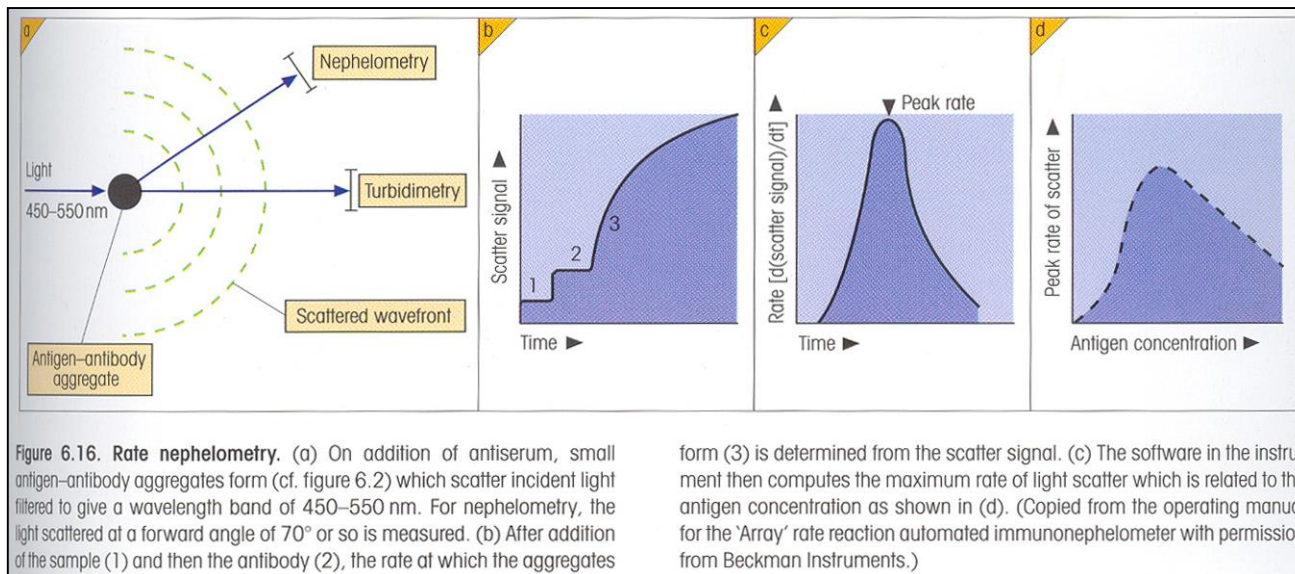 a
Nephelometry
Light
450–550 nm
Turbidimetry
Scattered wavefront
Antigen–antibody
aggregate
b
Scatter signal ▲
1
2
3
Time ►
c
Rate [d(scatter signal)/dt] ▲
▼ Peak rate
Time ►
d
Peak rate of scatter ▲
Antigen concentration ►
Figure 6.16. Rate nephelometry. (a) On addition of antiserum, small
antigen–antibody aggregates form (cf. figure 6.2) which scatter incident light
filtered to give a wavelength band of 450–550 nm. For nephelometry, the
light scattered at a forward angle of 70° or so is measured. (b) After addition
of the sample (1) and then the antibody (2), the rate at which the aggregates
form (3) is determined from the scatter signal. (c) The software in the instru
ment then computes the maximum rate of light scatter which is related to th
antigen concentration as shown in (d). (Copied from the operating manua
for the ‘Array’ rate reaction automated immunonephelometer with permissio
from Beckman Instruments.)